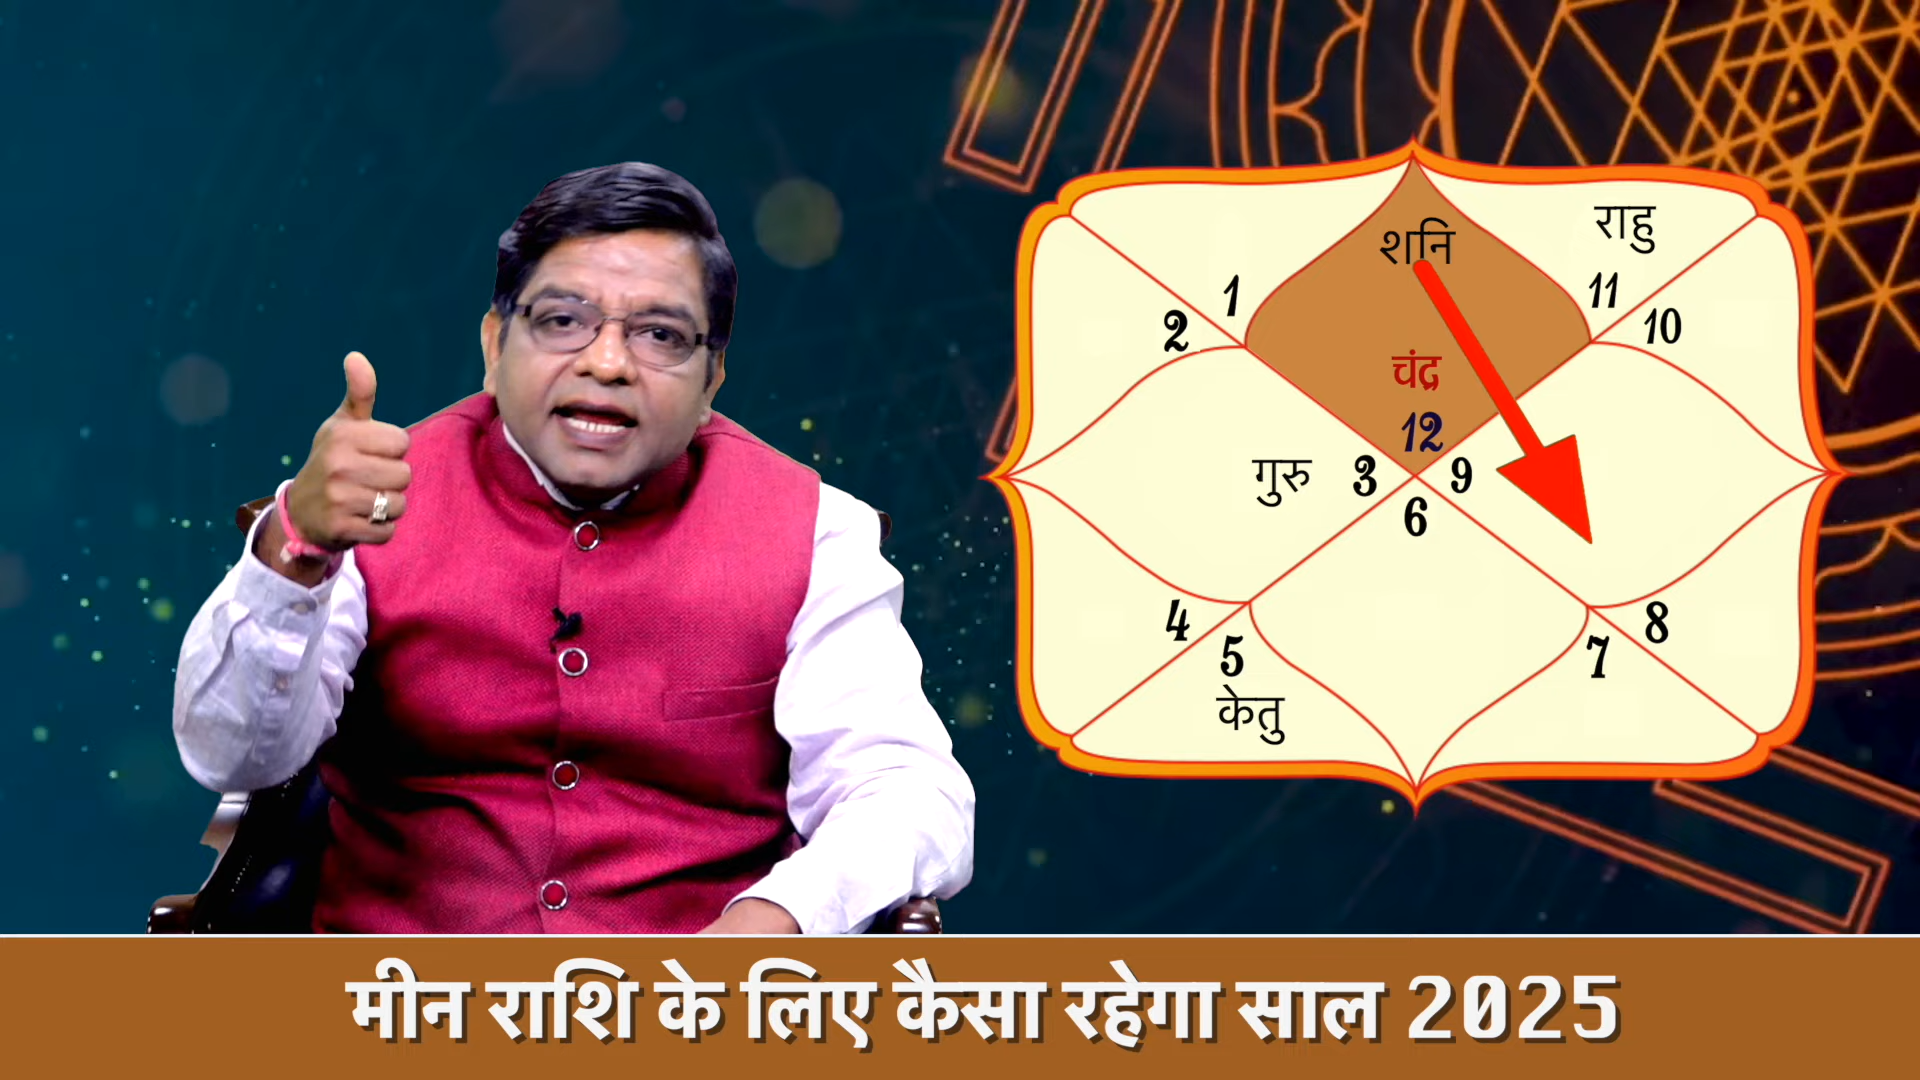 राहु
शनि
1
11
2
10
चंद्र
12
गुरु 3 9
6
4
8
5
7
केतु
मीन राशि के लिए कैसा रहेगा साल 2025